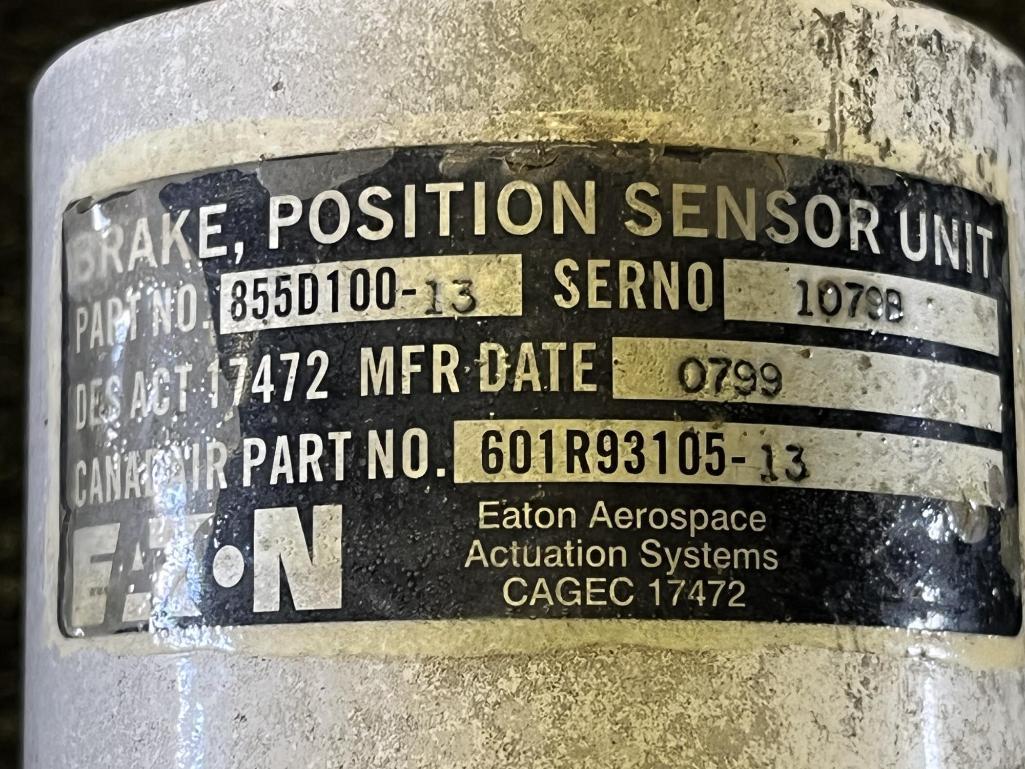 BRAKE, POSITION SENSOR UNIT
PART NO. 855D100-13 SERNO 1079B
DES ACT 17472 MFR DATE 0799
CANADAIR PART NO. 601R93105-13
EATON
Eaton Aerospace
Actuation Systems
CAGEC 17472